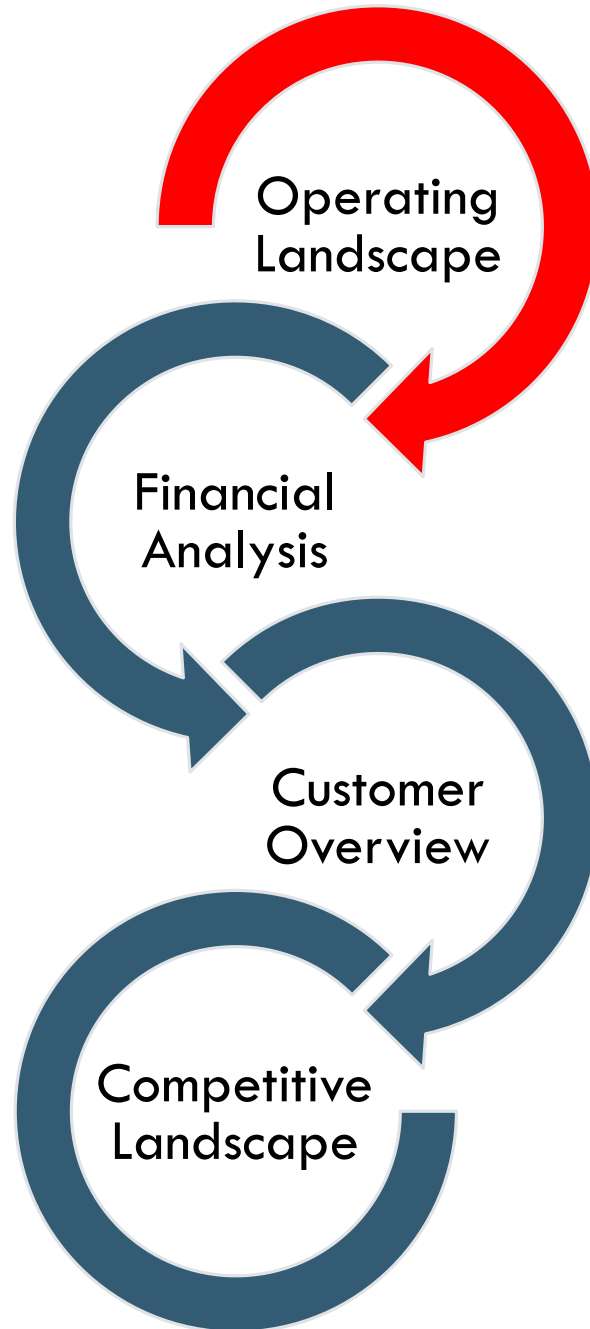 Operating
Landscape
Financial
Analysis
Customer
Overview
Competitive
Landscape